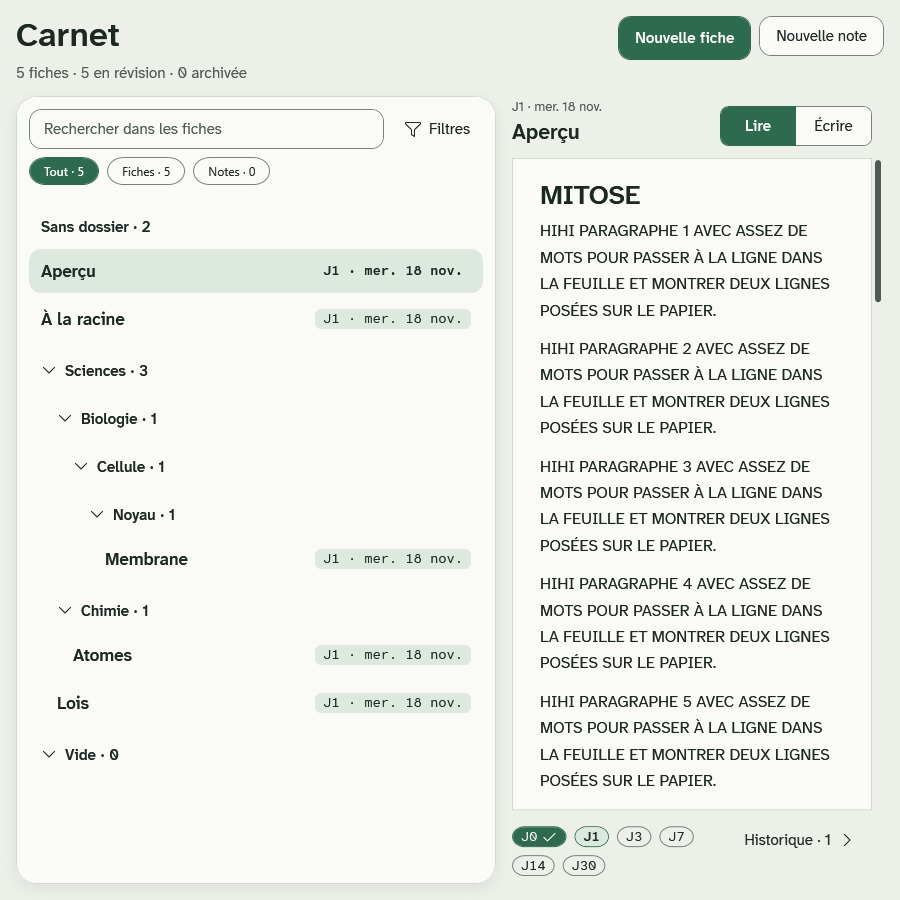 Carnet
5 fiches · 5 en révision · 0 archivée
Nouvelle fiche
Nouvelle note
Rechercher dans les fiches
Filtres
Tout · 5
Fiches · 5
Notes · 0
Sans dossier · 2
Aperçu
J1 · mer. 18 nov.
À la racine
J1 · mer. 18 nov.
Sciences · 3
Biologie · 1
Cellule · 1
Noyau · 1
Membrane
J1 · mer. 18 nov.
Chimie · 1
Atomes
J1 · mer. 18 nov.
Lois
J1 · mer. 18 nov.
Vide · 0
J1 · mer. 18 nov.
Aperçu
Lire
Écrire
MITOSE
HIHI PARAGRAPHE 1 AVEC ASSEZ DE
MOTS POUR PASSER À LA LIGNE DANS
LA FEUILLE ET MONTRER DEUX LIGNES
POSÉES SUR LE PAPIER.
HIHI PARAGRAPHE 2 AVEC ASSEZ DE
MOTS POUR PASSER À LA LIGNE DANS
LA FEUILLE ET MONTRER DEUX LIGNES
POSÉES SUR LE PAPIER.
HIHI PARAGRAPHE 3 AVEC ASSEZ DE
MOTS POUR PASSER À LA LIGNE DANS
LA FEUILLE ET MONTRER DEUX LIGNES
POSÉES SUR LE PAPIER.
HIHI PARAGRAPHE 4 AVEC ASSEZ DE
MOTS POUR PASSER À LA LIGNE DANS
LA FEUILLE ET MONTRER DEUX LIGNES
POSÉES SUR LE PAPIER.
HIHI PARAGRAPHE 5 AVEC ASSEZ DE
MOTS POUR PASSER À LA LIGNE DANS
LA FEUILLE ET MONTRER DEUX LIGNES
POSÉES SUR LE PAPIER.
J0
J1
J3
J7
J14
J30
Historique · 1